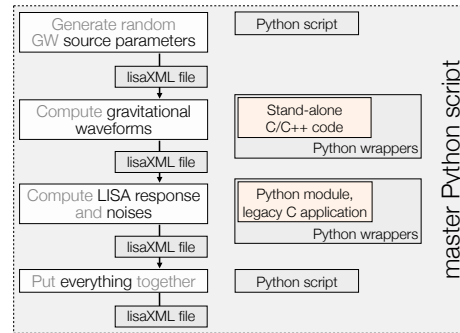 Generate random
GW source parameters
Python script
lisaXML file
Compute gravitational
waveforms
Stand-alone
C/C++ code
Python wrappers
lisaXML file
Compute LISA response
and noises
Python module,
legacy C application
Python wrappers
lisaXML file
Put everything together
Python script
lisaXML file
master Python script